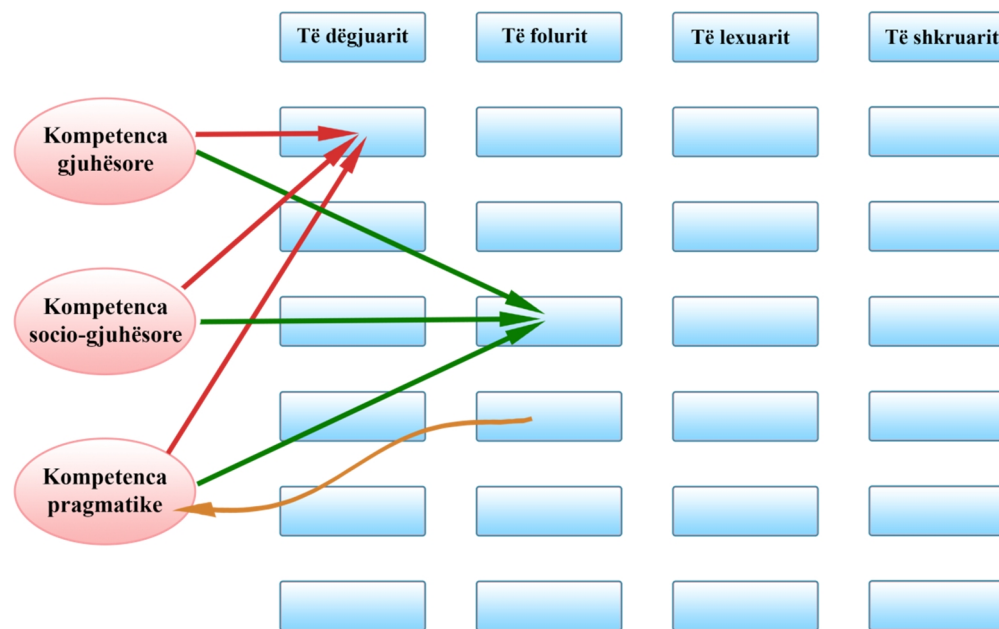 Të dëgjuarit
Të folurit
Të lexuarit
Të shkruarit
Kompetenca
gjuhësore
Kompetenca
socio-gjuhësore
Kompetenca
pragmatike